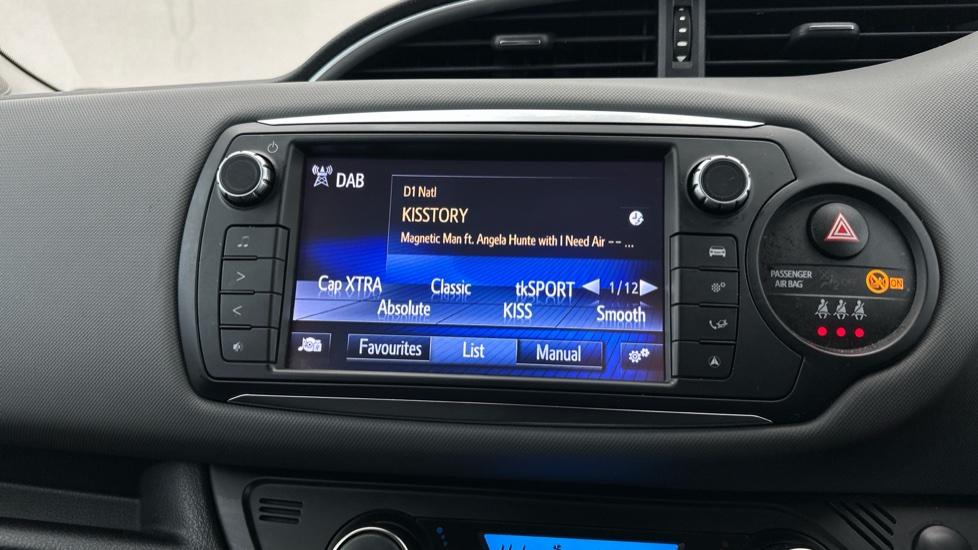 DAB
D1 Natl
KISSTORY
Magnetic Man ft. Angela Hunte with I Need Air -- ...
Cap XTRA Classic tkSPORT 1/12
Absolute KISS Smooth
Favourites List Manual
PASSENGER
AIR BAG
OFF ON